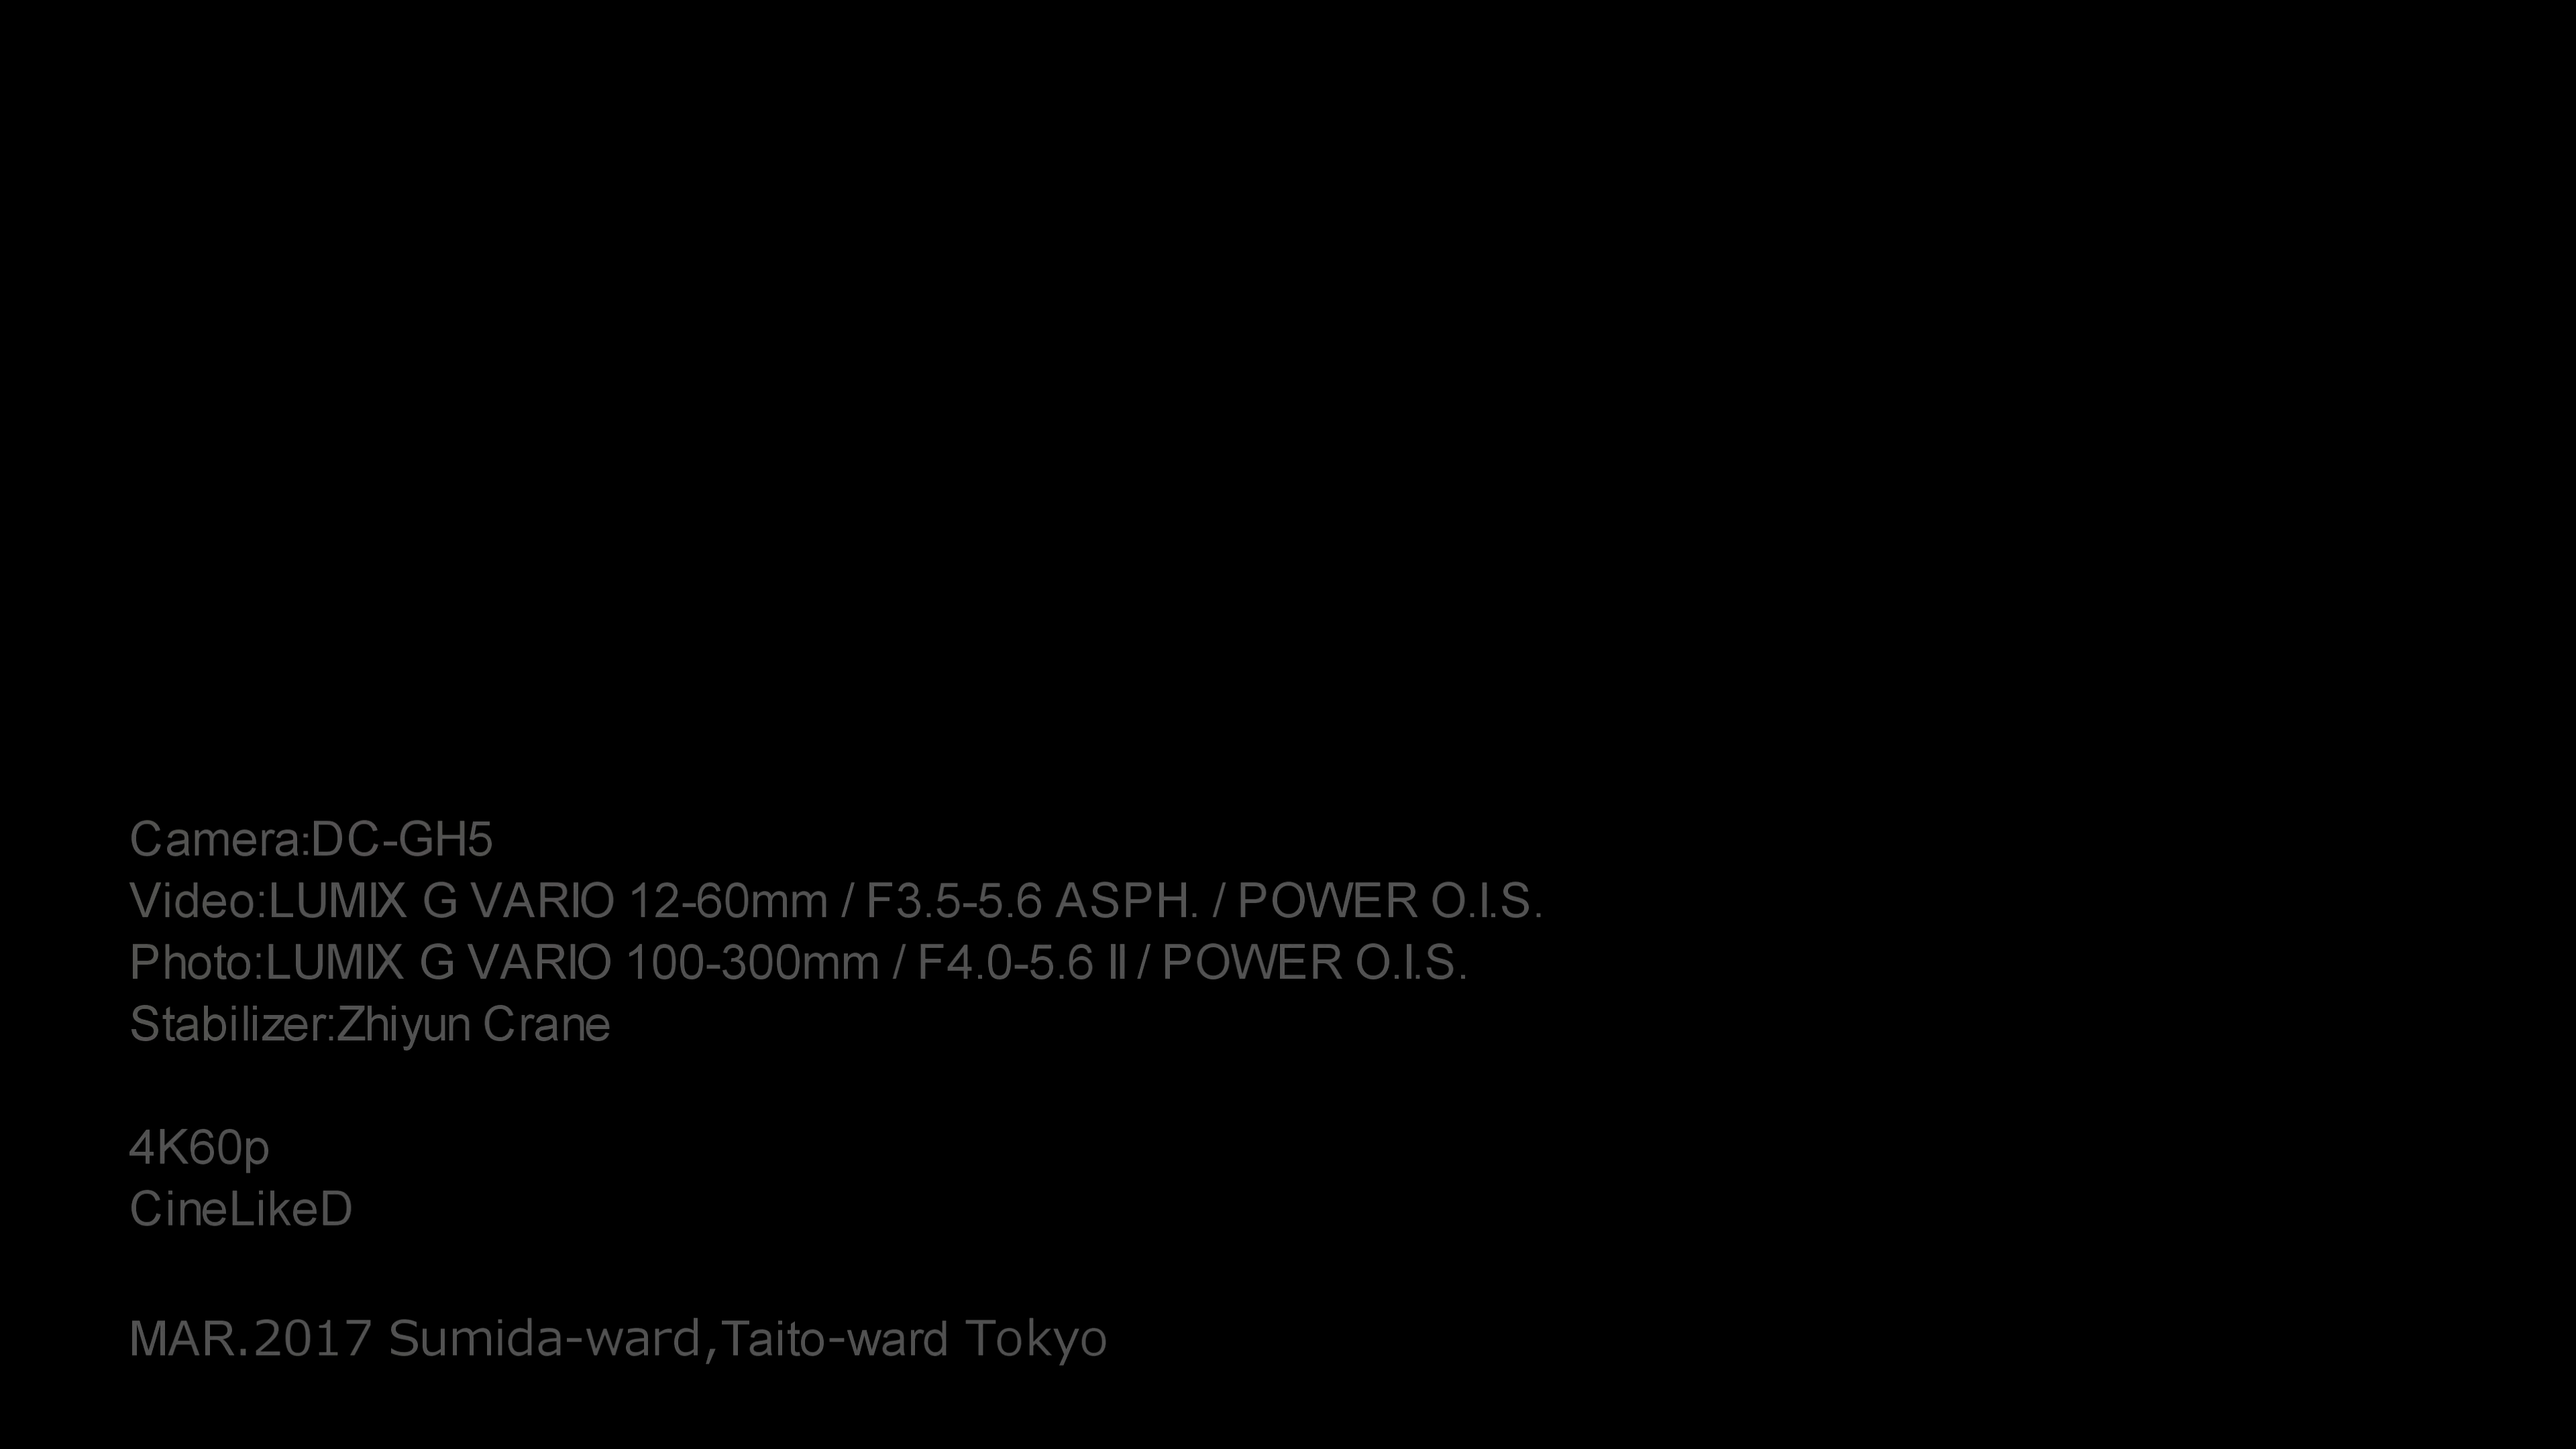 Camera:DC-GH5
Video:LUMIX G VARIO 12-60mm / F3.5-5.6 ASPH. / POWER O.I.S.
Photo:LUMIX G VARIO 100-300mm / F4.0-5.6 II / POWER O.I.S.
Stabilizer:Zhiyun Crane
4K60p
CineLikeD
MAR.2017 Sumida-ward,Taito-ward Tokyo